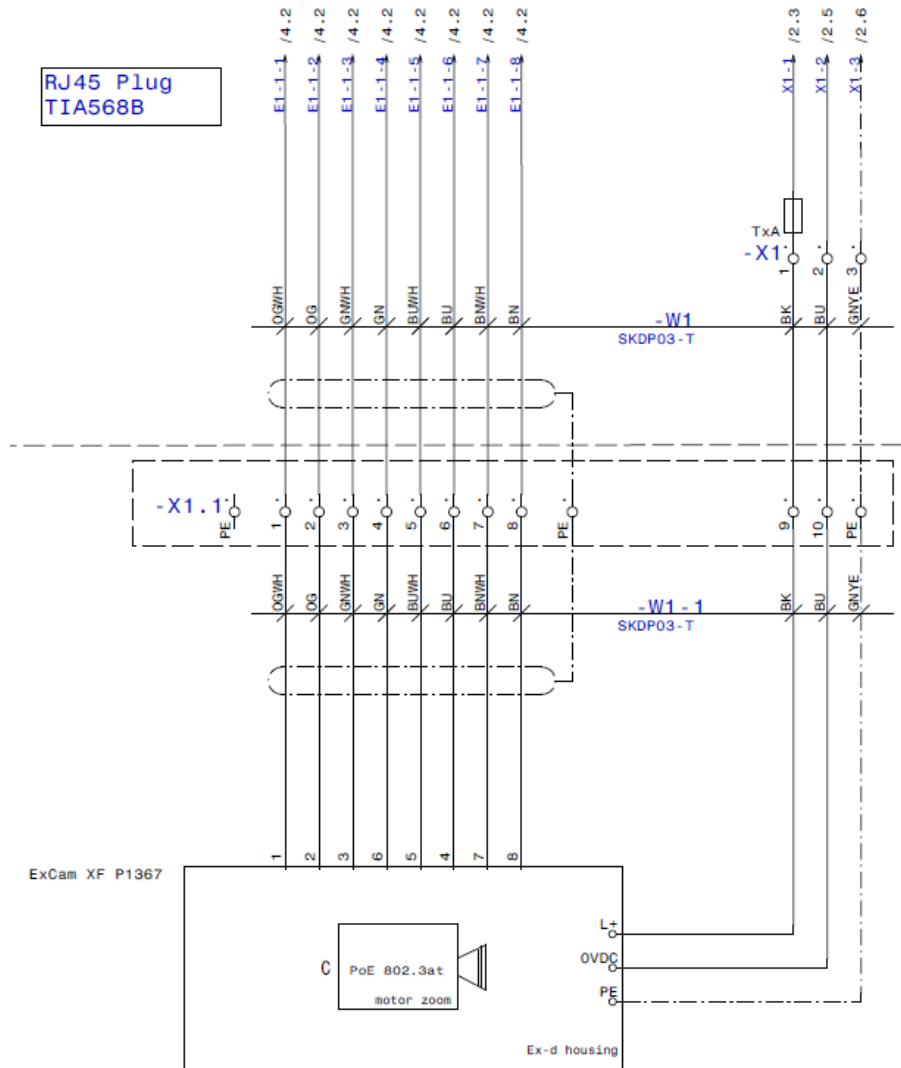 /4.2 /4.2 /4.2 /4.2 /4.2 /4.2 /4.2 /4.2 /2.3 /2.5 /2.6
RJ45 Plug
TIA568B
E1-1-1 E1-1-2 E1-1-3 E1-1-4 E1-1-5 E1-1-6 E1-1-7 E1-1-8 X1-1 X1-2 X1-3
TxA
-X1
1 2 3
OGWH OG GNWH GN BUWH BU BNWH BN BK BU GNYE
-W1
SKDP03-T
-X1.1
PE 1 2 3 4 5 6 7 8 PE 9 10 PE
OGWH OG GNWH GN BUWH BU BNWH BN BK BU GNYE
-W1-1
SKDP03-T
1 2 3 6 5 4 7 8
ExCam XF P1367
L+
0VDC
PE
C
PoE 802.3at
motor zoom
Ex-d housing